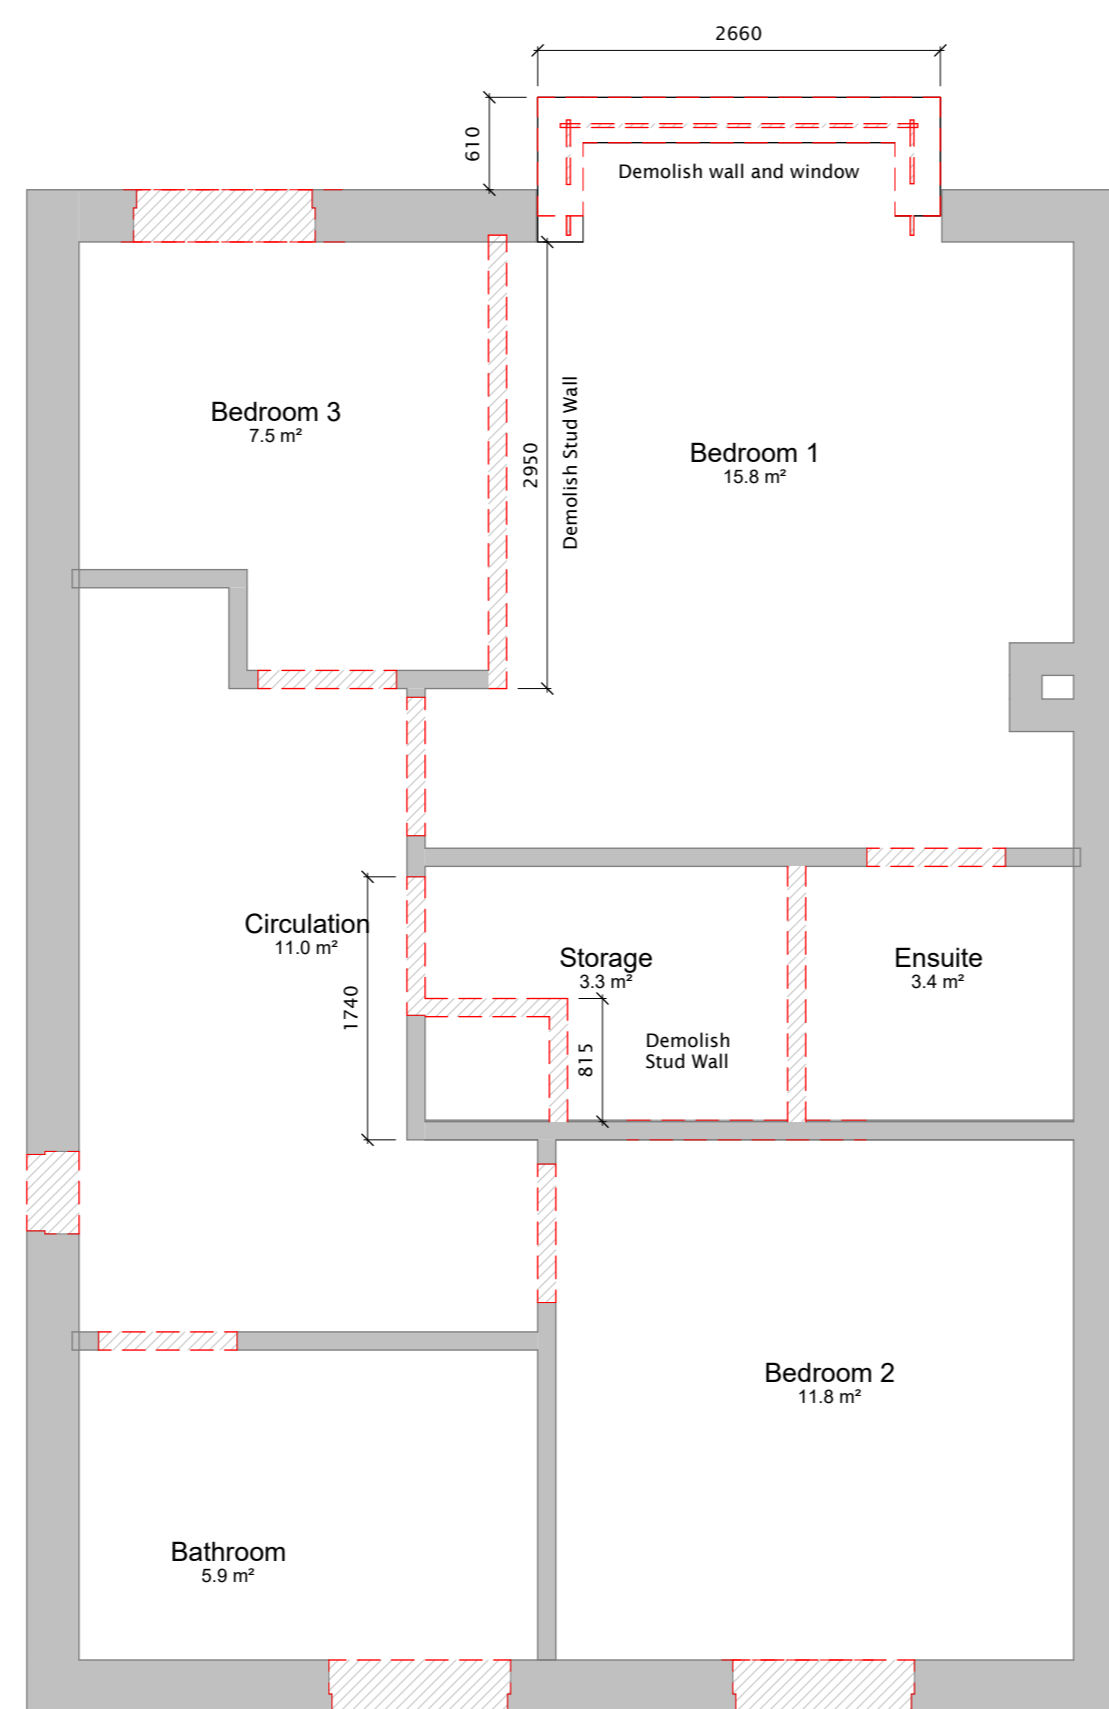 2660
610
Demolish wall and window
Bedroom 3
7.5 m²
2950
Demolish Stud Wall
Bedroom 1
15.8 m²
Circulation
11.0 m²
1740
Storage
3.3 m²
Ensuite
3.4 m²
815
Demolish
Stud Wall
Bedroom 2
11.8 m²
Bathroom
5.9 m²